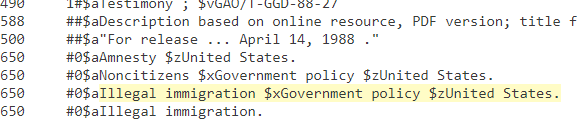 490 1#$aTestimony ; $vGAO/T-GGD-88-27
588 ##$aDescription based on online resource, PDF version; title f
500 ##$a"For release ... April 14, 1988 ."
650 #0$aAmnesty $zUnited States.
650 #0$aNoncitizens $xGovernment policy $zUnited States.
650 #0$aIllegal immigration $xGovernment policy $zUnited States.
650 #0$aIllegal immigration.